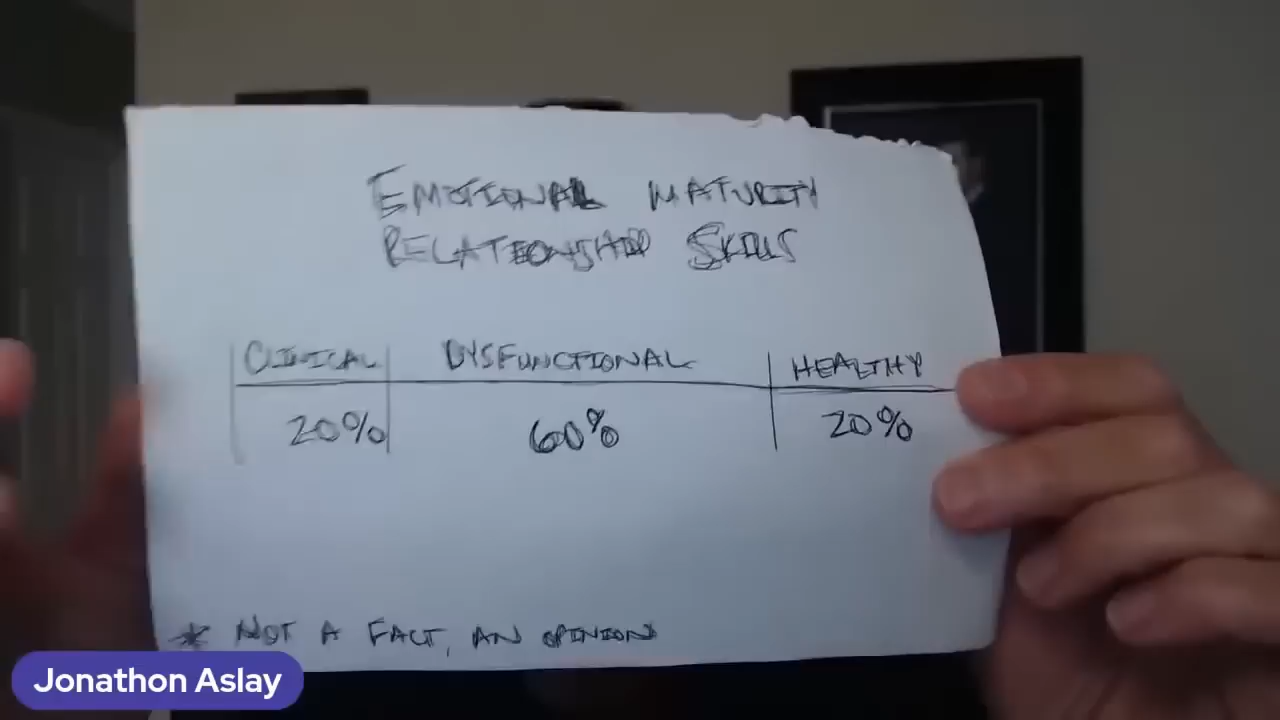 EMOTIONAL MATURITY
RELATIONSHIP SKILLS
CLINICAL DYSFUNCTIONAL HEALTHY
20% 60% 20%
* NOT A FACT, AN OPINION
Jonathon Aslay